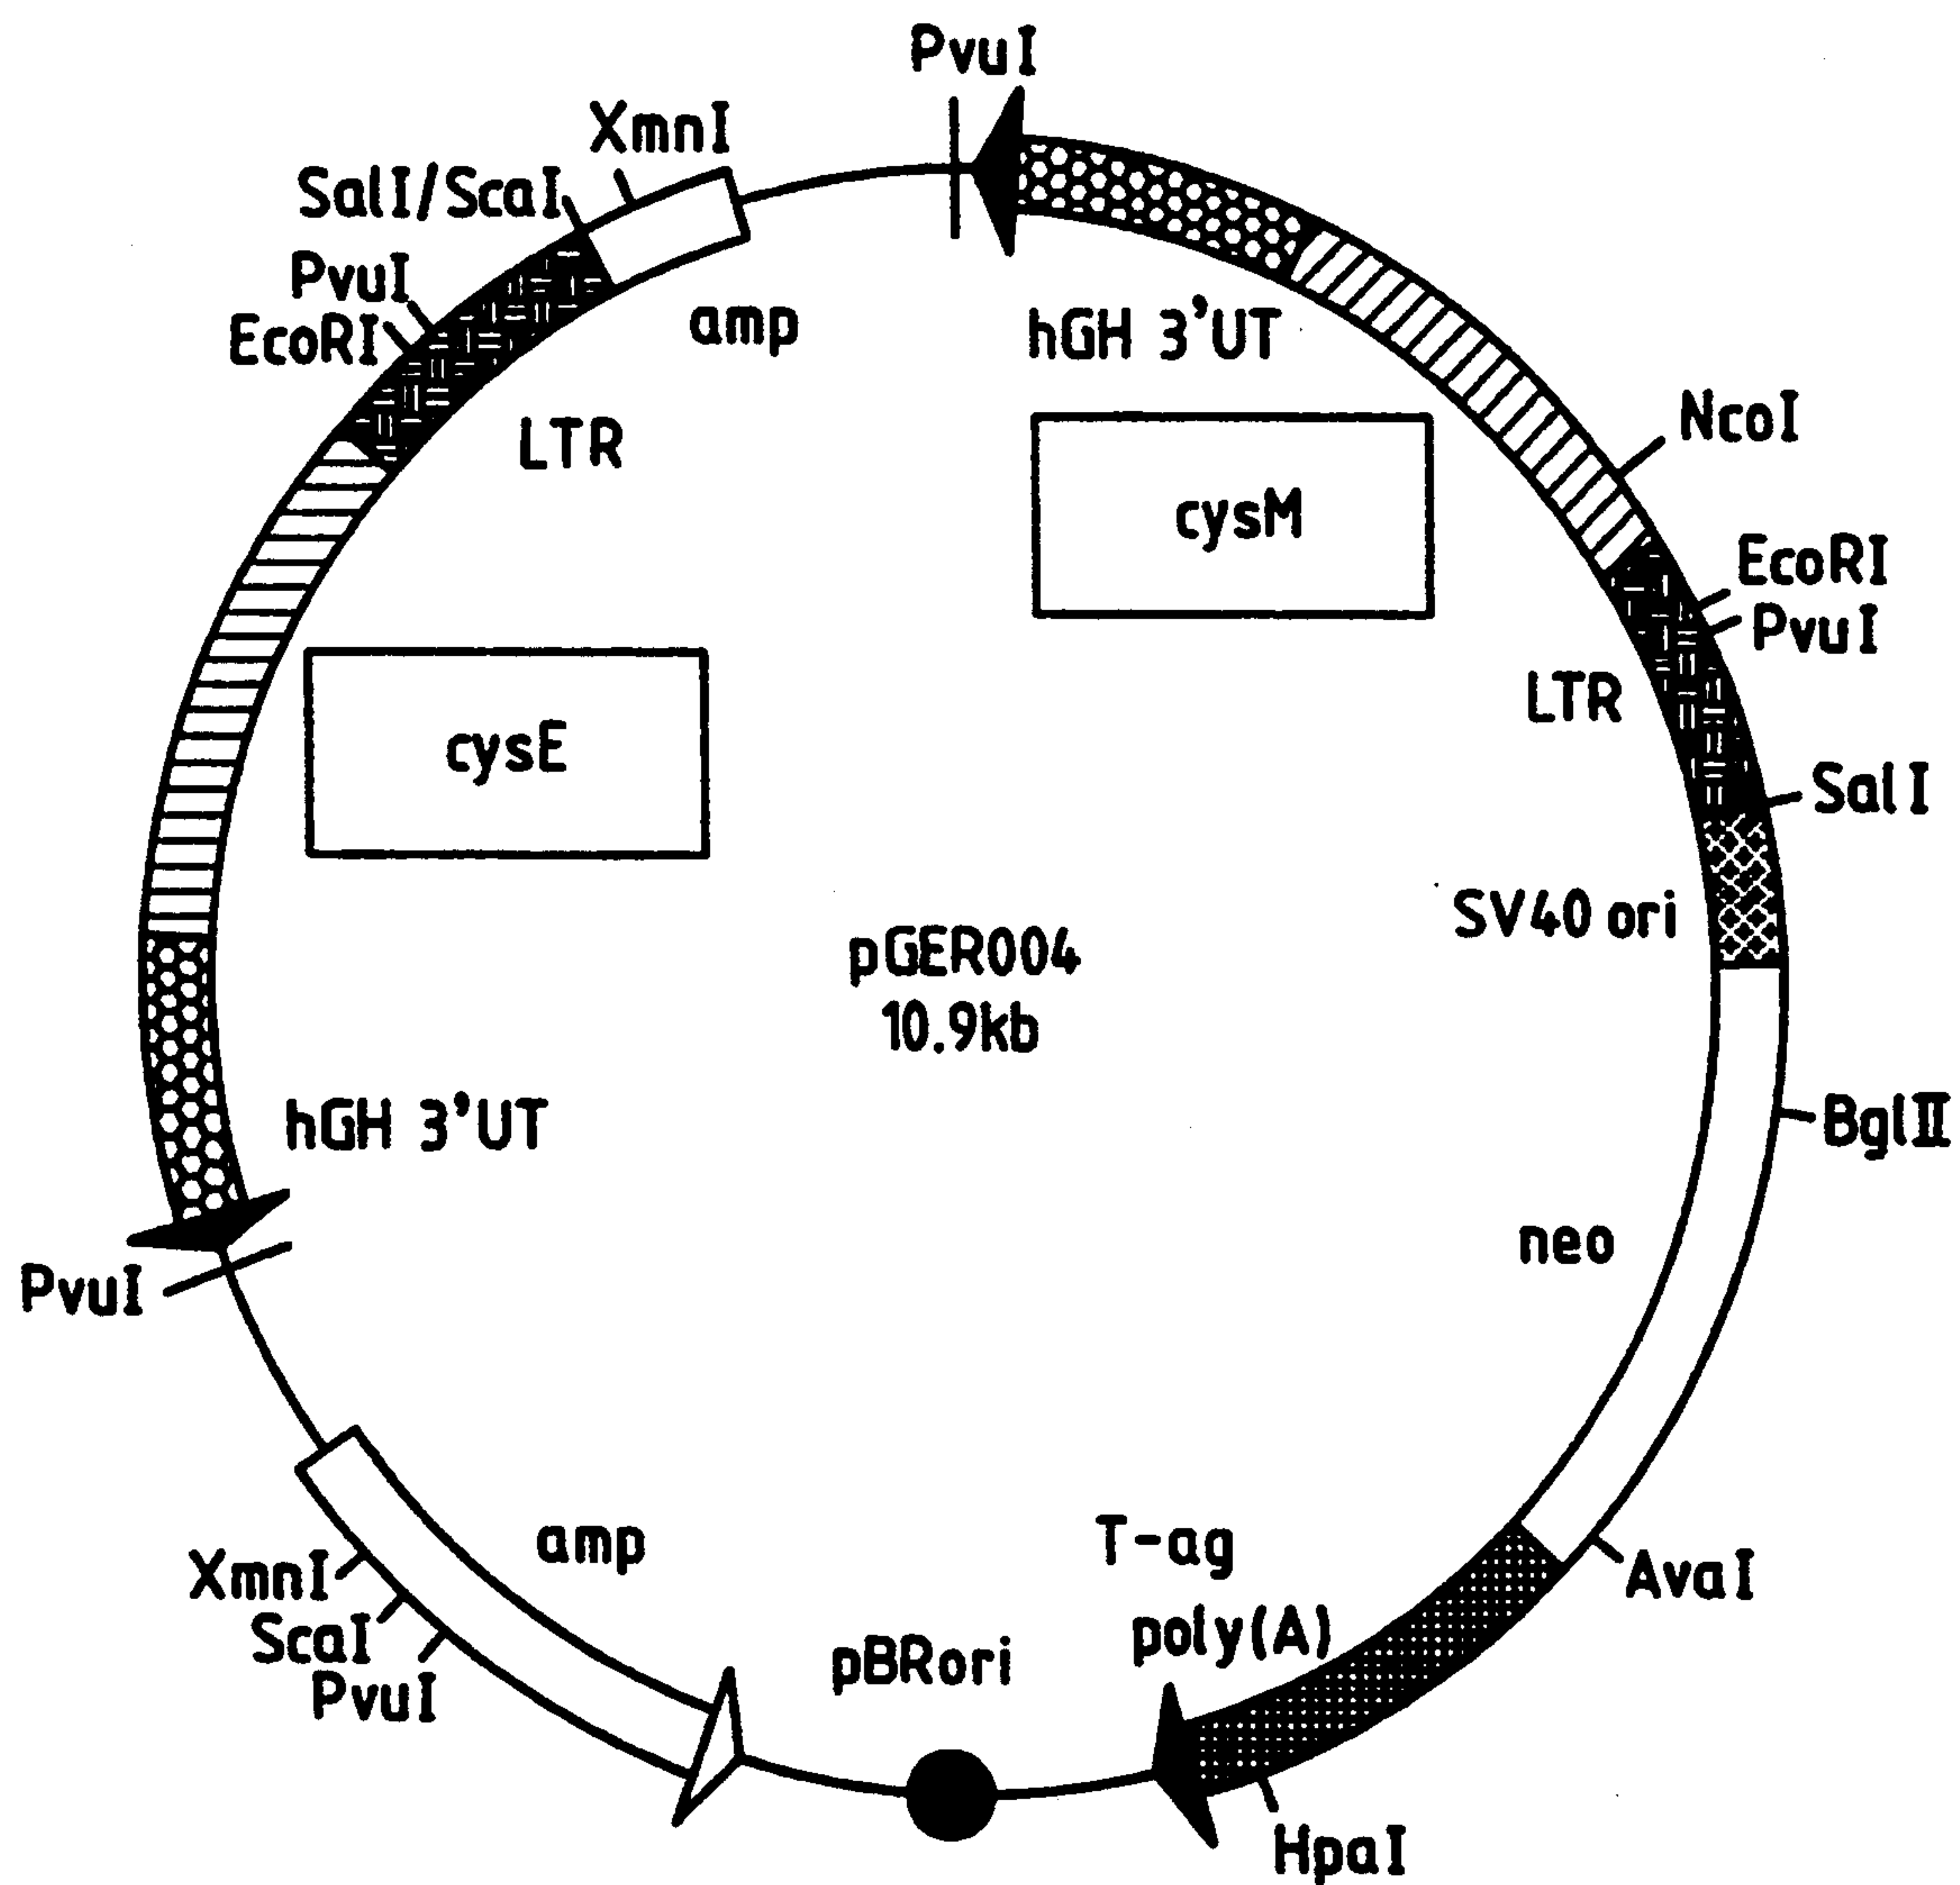 PvuI
XmnI
SalI/ScaI
PvuI
EcoRI
amp
hGH 3'UT
NcoI
LTR
cysM
EcoRI
PvuI
LTR
cysE
SalI
SV40 ori
pGER004
10.9kb
hGH 3'UT
BglII
neo
PvuI
amp
T-ag
poly(A)
AvaI
XmnI
ScaI
PvuI
pBRori
HpaI